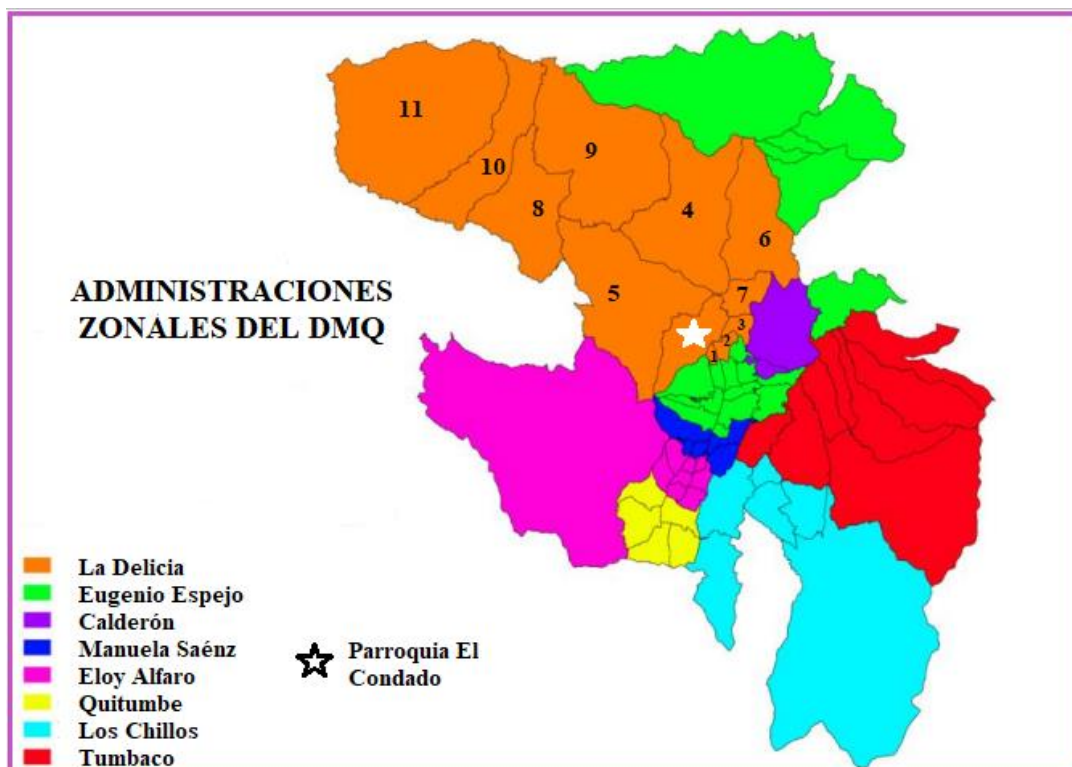 11
10
9
8
4
6
5
7
3
2
1
ADMINISTRACIONES
ZONALES DEL DMQ
La Delicia
Eugenio Espejo
Calderón
Manuela Saénz
Eloy Alfaro
Quitumbe
Los Chillos
Tumbaco
Parroquia El
Condado